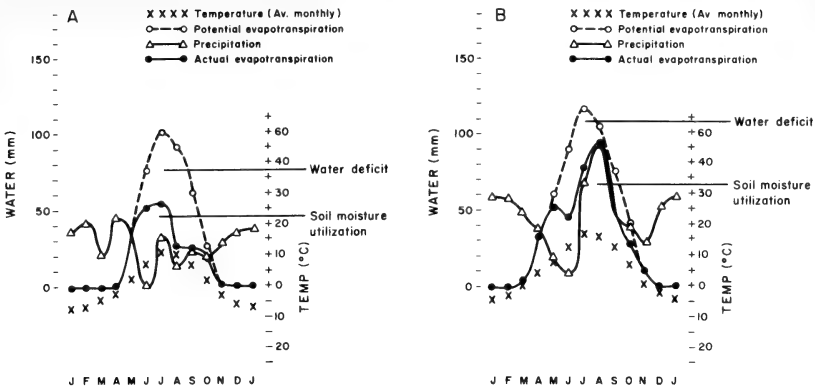 A
Temperature (Av. monthly)
Potential evapotranspiration
Precipitation
Actual evapotranspiration
150
100
50
0
WATER (mm)
+60
40
+30
+20
+10
+0
-10
-20
TEMP (°C)
Water deficit
Soil moisture
utilization
J F M A M J J A S O N D J
B
Temperature (Av. monthly)
Potential evapotranspiration
Precipitation
Actual evapotranspiration
150
100
50
0
WATER (mm)
+60
40
+30
+20
+10
+0
-10
-20
TEMP (°C)
Water deficit
Soil moisture
utilization
J F M A M J J A S O N D J